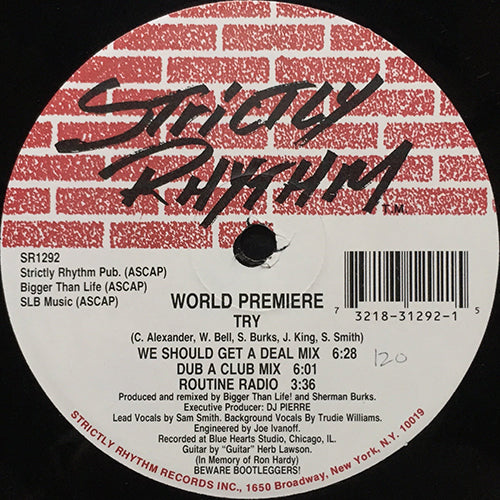 STRICTLY
RHYTHM
T.M.
SR1292
Strictly Rhythm Pub. (ASCAP)
Bigger Than Life (ASCAP)
SLB Music (ASCAP)
7 73218-31292-1 5
WORLD PREMIERE
TRY
(C. Alexander, W. Bell, S. Burks, J. King, S. Smith)
WE SHOULD GET A DEAL MIX 6:28
120
DUB A CLUB MIX 6:01
ROUTINE RADIO 3:36
Produced and remixed by Bigger Than Life! and Sherman Burks.
Executive Producer: DJ PIERRE
Lead Vocals by Sam Smith. Background Vocals By Trudie Williams.
Engineered by Joe Ivanoff.
Recorded at Blue Hearts Studio, Chicago, IL.
Guitar by "Guitar" Herb Lawson.
(In Memory of Ron Hardy)
BEWARE BOOTLEGGERS!
STRICTLY RHYTHM RECORDS INC., 1650 Broadway, New York, N.Y. 10019